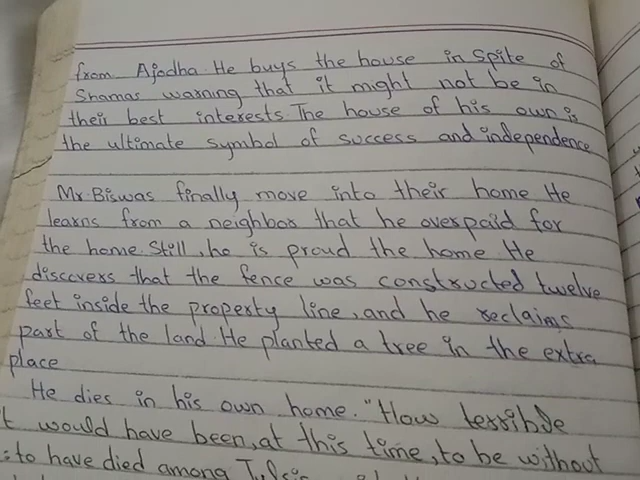 from Ajodha. He buys the house in spite of
Shamas warning that it might not be in
their best interests. The house of his own is
the ultimate symbol of success and independence
Mr. Biswas finally move into their home He
learns from a neighbor that he overpaid for
the home. Still, he is proud the home. He
discovers that the fence was constructed twelve
feet inside the property line, and he reclaims
part of the land. He planted a tree in the extra
place
He dies in his own home. "How terrible
t would have been, at this time, to be without
: to have died among